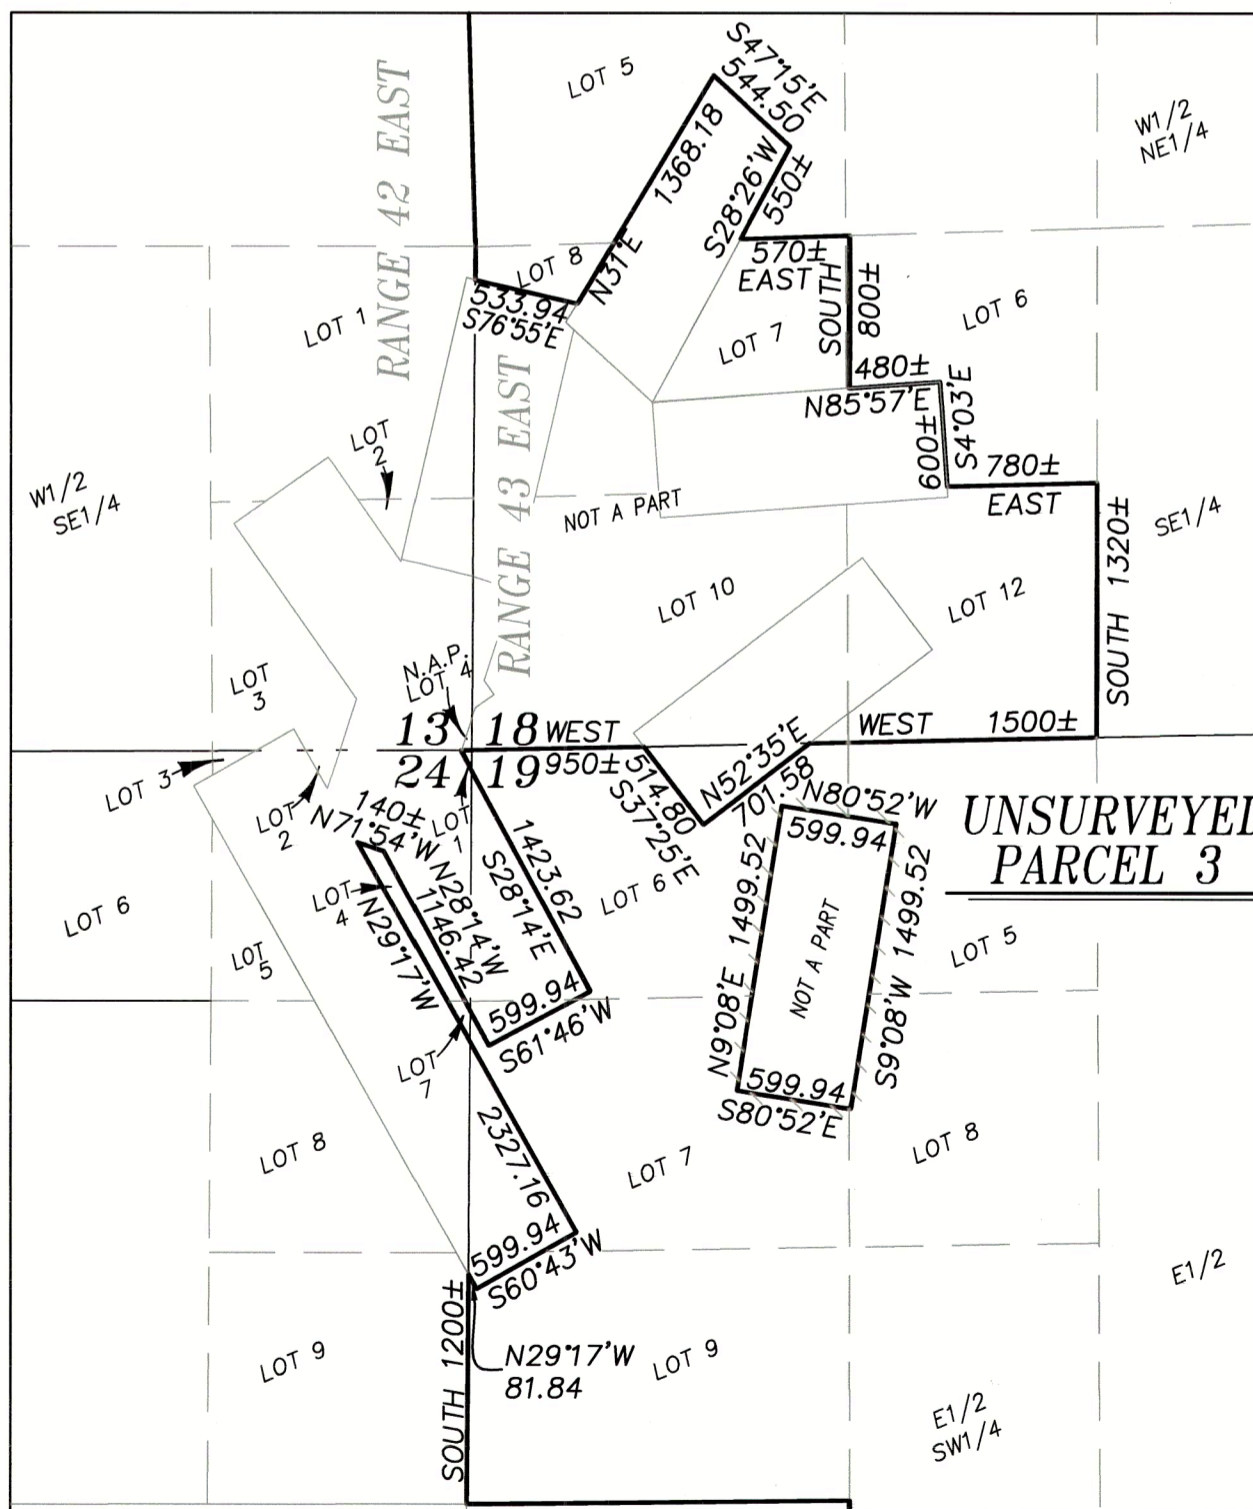 S47°15'E
544.50
LOT 5
W1/2
NE1/4
RANGE 42 EAST
1368.18
S28°26'W
550±
LOT 8
N31°E
570±
EAST
SOUTH
800±
LOT 6
533.94
S76°55'E
LOT 1
LOT 7
480±
N85°57'E
600±
S4°03'E
780±
EAST
LOT
2
W1/2
SE1/4
RANGE 43 EAST
NOT A PART
SE1/4
SOUTH 1320±
LOT 10
LOT 12
N.A.P.
LOT 4
LOT
3
13
18
WEST
WEST 1500±
24
19
950±
LOT 3
514.80
S37°25'E
N52°35'E
701.58
N80°52'W
599.94
UNSURVEYED
PARCEL 3
LOT
2
140±
N71°54'W
LOT
1
1423.62
S28°14'E
N28°14'W
1146.42
LOT 6
LOT 6
LOT
4
N29°17'W
LOT
5
N9°08'E 1499.52
NOT A PART
S9°08'W 1499.52
LOT 5
599.94
S61°46'W
LOT
7
599.94
S80°52'E
LOT 8
LOT 7
LOT 8
2327.16
599.94
S60°43'W
E1/2
SOUTH 1200±
LOT 9
N29°17'W
81.84
LOT 9
E1/2
SW1/4